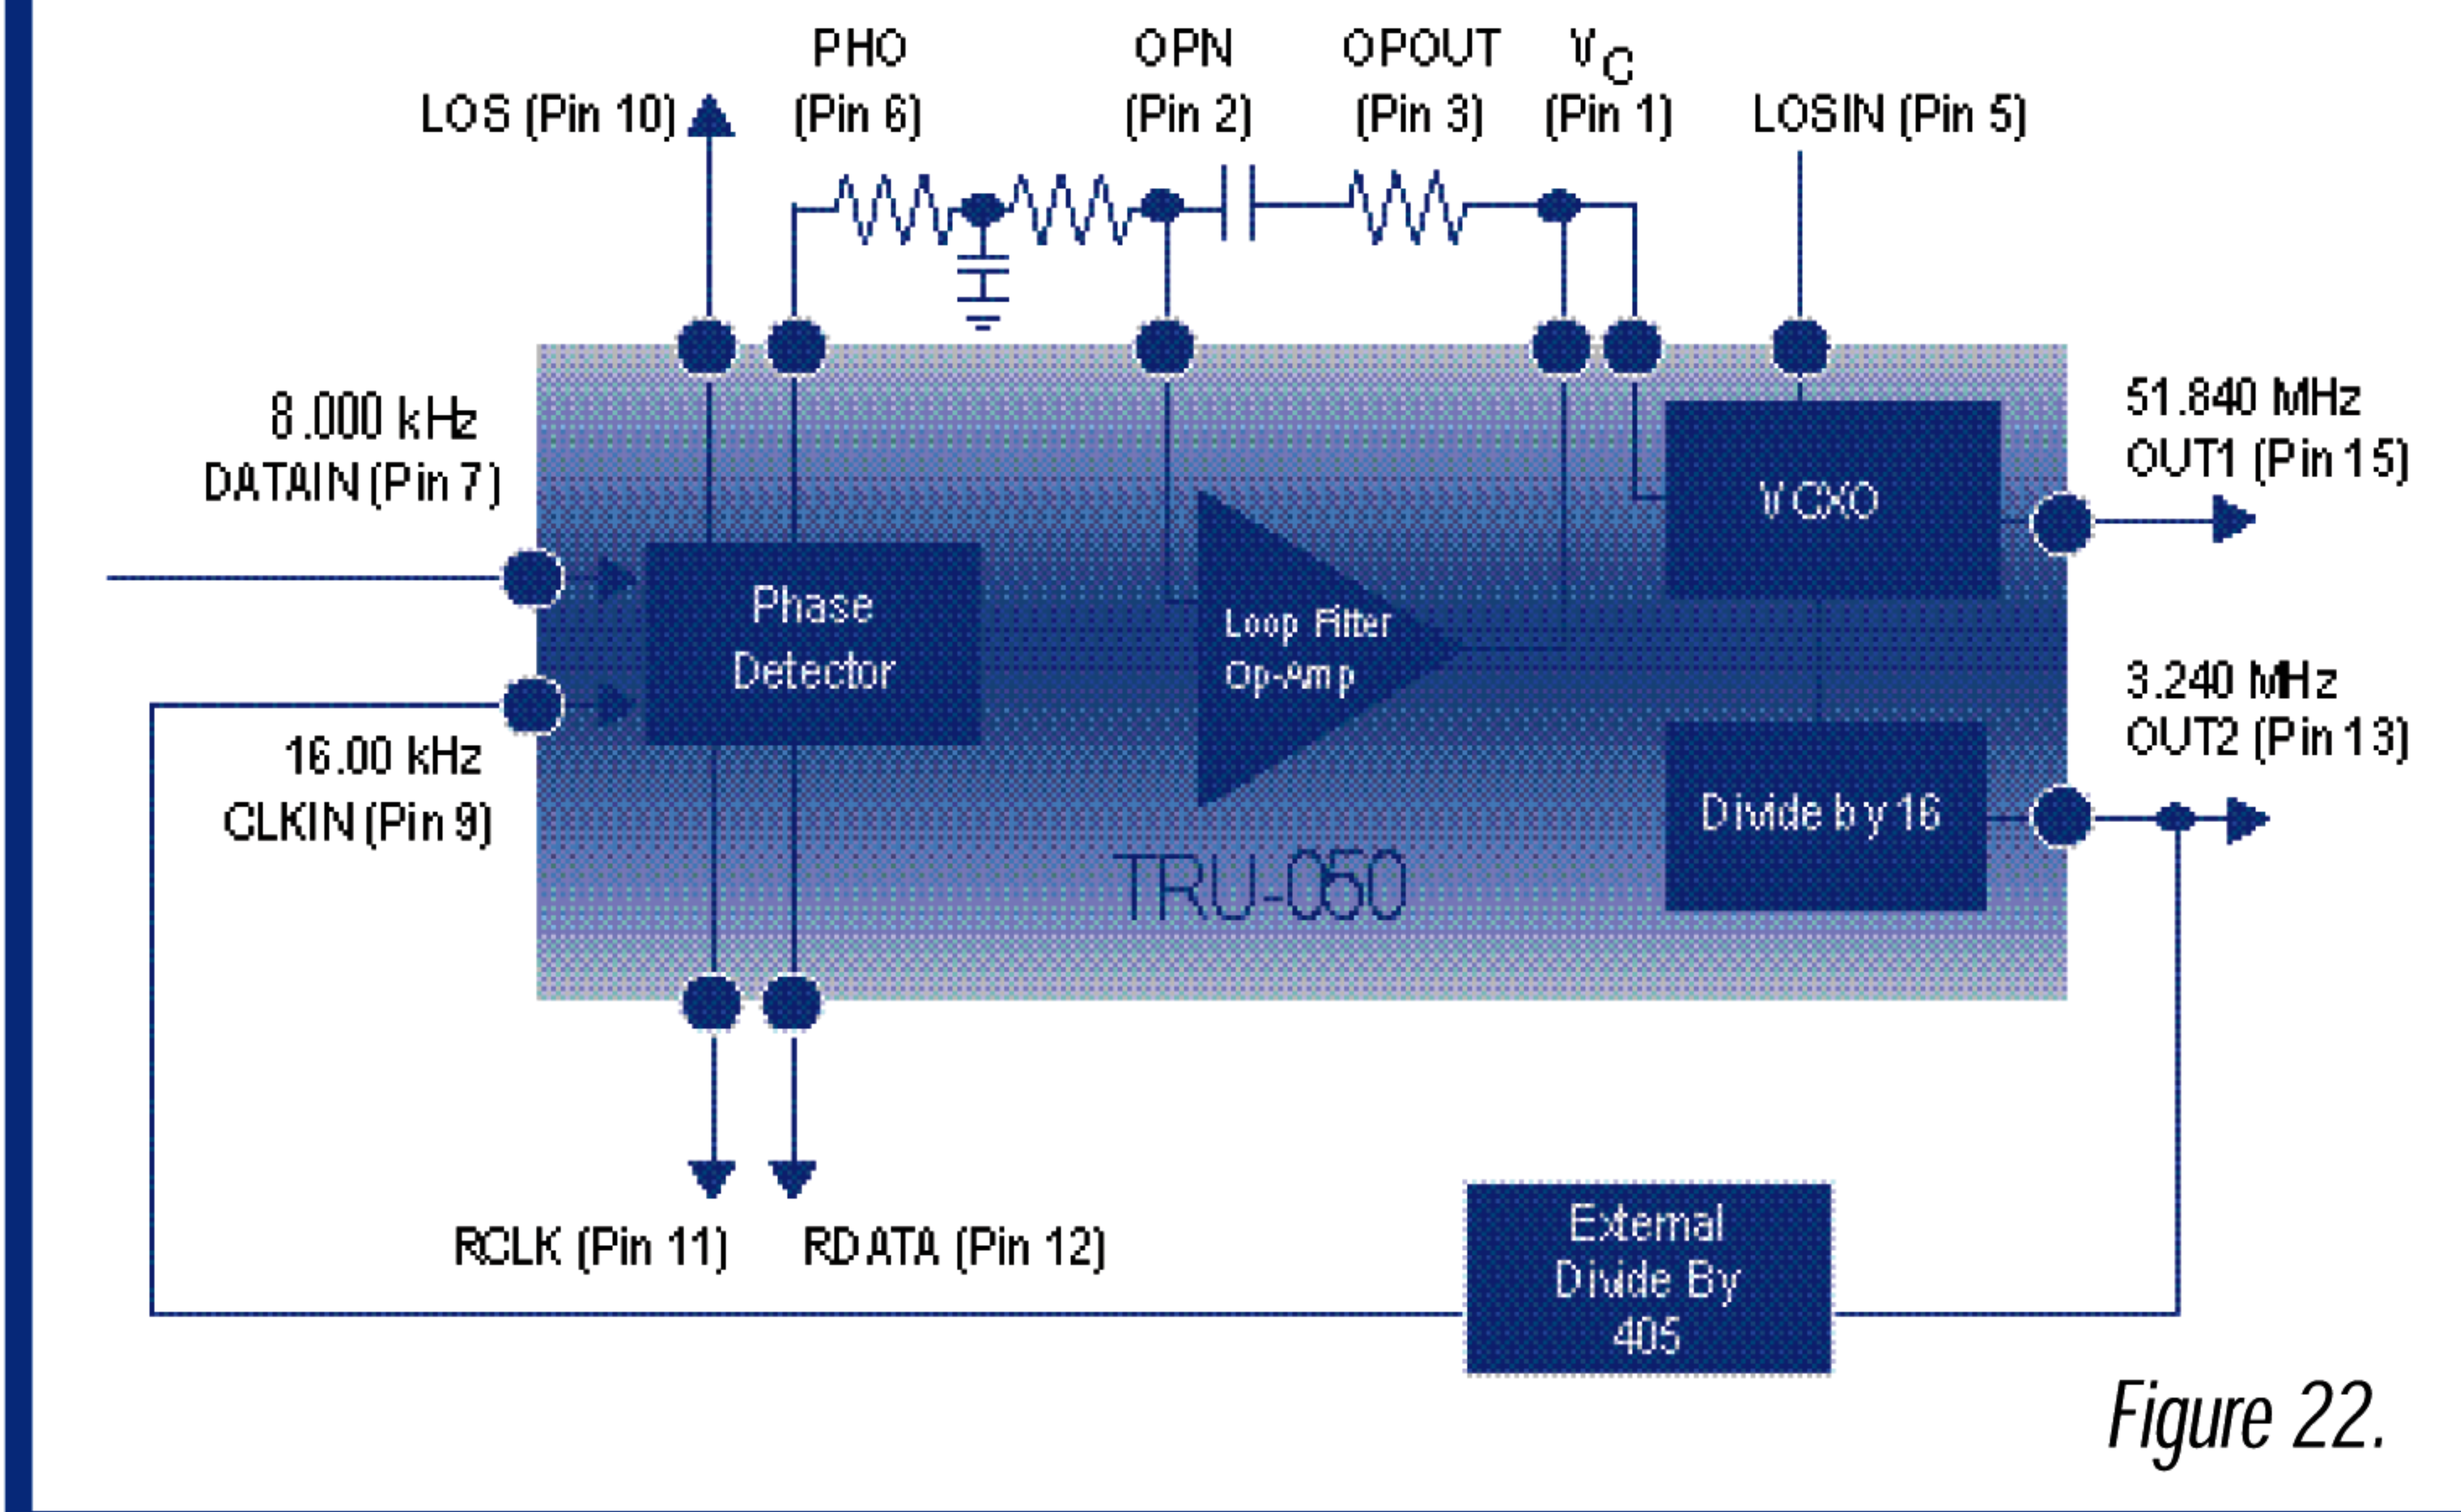 PHO
(Pin 6)
OPN
(Pin 2)
OPOUT
(Pin 3)
VC
(Pin 1)
LOS (Pin 10)
LOSIN (Pin 5)
8.000 kHz
DATAIN (Pin 7)
51.840 MHz
OUT1 (Pin 15)
VCXO
Phase
Detector
Loop Filter
Op-Amp
3.240 MHz
OUT2 (Pin 13)
16.00 kHz
CLKIN (Pin 9)
Divide by 16
TRU-050
RCLK (Pin 11)
RDATA (Pin 12)
External
Divide By
405
Figure 22.